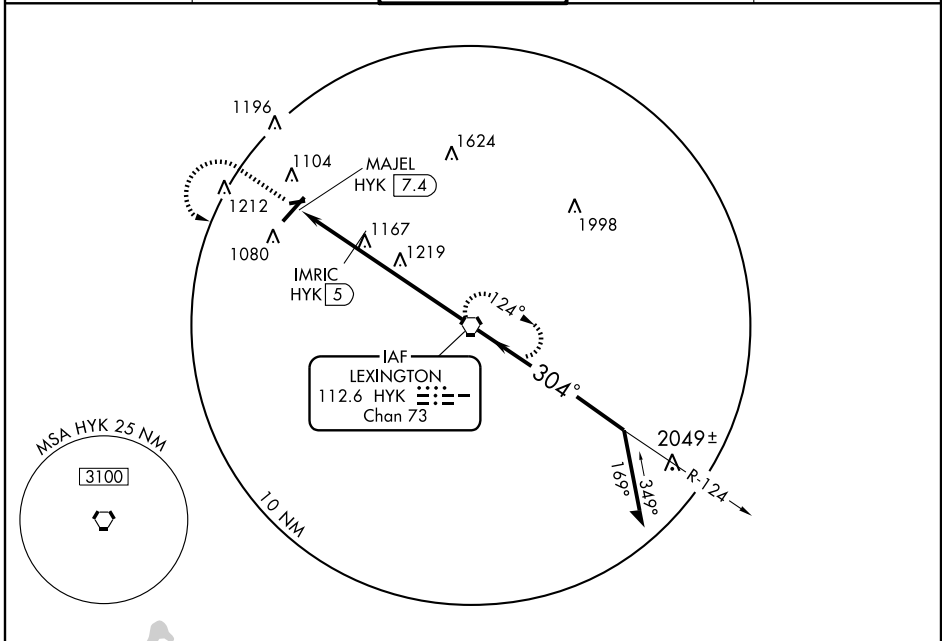 1196
1104
1624
MAJEL
HYK 7.4
1212
1998
1167
1080
1219
IMRIC
HYK 5
124°
IAF
LEXINGTON
112.6 HYK
Chan 73
304°
2049±
R-124
169°
349°
MSA HYK 25 NM
3100
10 NM